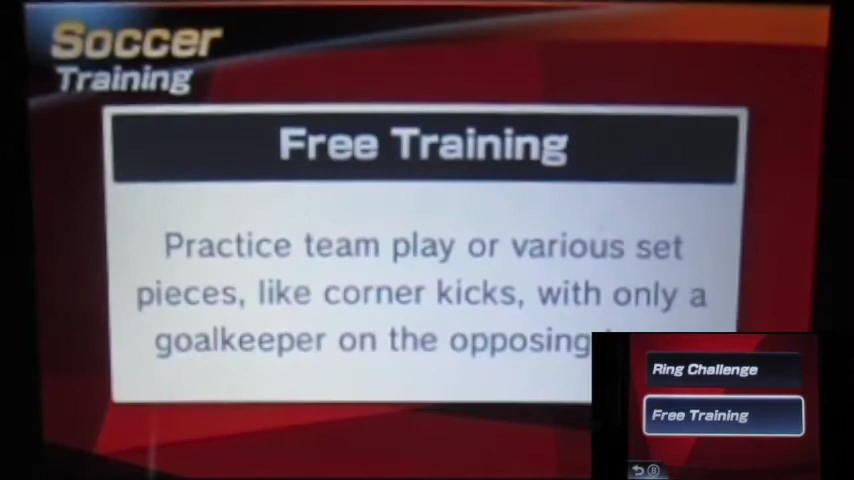 Soccer
Training
Free Training
Practice team play or various set
pieces, like corner kicks, with only a
goalkeeper on the opposing
Ring Challenge
Free Training
B